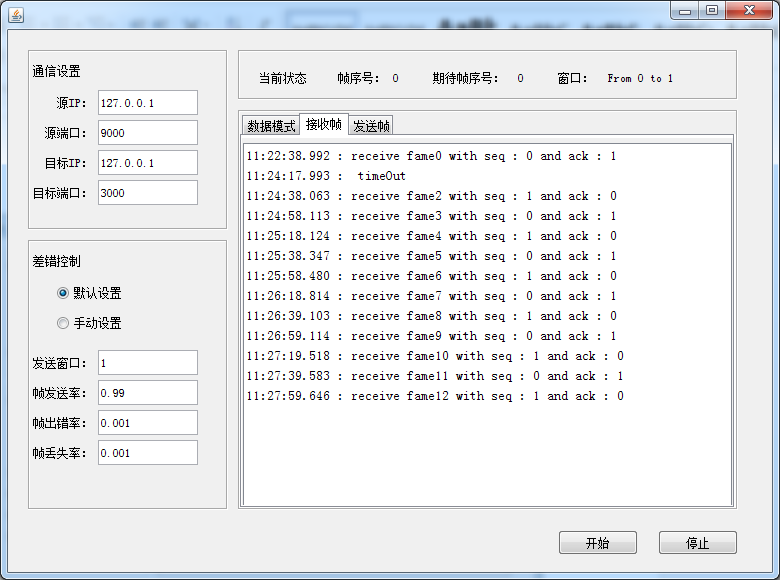 通信设置
源IP： 127.0.0.1
源端口： 9000
目标IP： 127.0.0.1
目标端口： 3000
差错控制
默认设置
手动设置
发送窗口： 1
帧发送率： 0.99
帧出错率： 0.001
帧丢失率： 0.001
当前状态 帧序号： 0 期待帧序号： 0 窗口： From 0 to 1
数据模式 接收帧 发送帧
11:22:38.992 : receive fame0 with seq : 0 and ack : 1
11:24:17.993 : timeOut
11:24:38.063 : receive fame2 with seq : 1 and ack : 0
11:24:58.113 : receive fame3 with seq : 0 and ack : 1
11:25:18.124 : receive fame4 with seq : 1 and ack : 0
11:25:38.347 : receive fame5 with seq : 0 and ack : 1
11:25:58.480 : receive fame6 with seq : 1 and ack : 0
11:26:18.814 : receive fame7 with seq : 0 and ack : 1
11:26:39.103 : receive fame8 with seq : 1 and ack : 0
11:26:59.114 : receive fame9 with seq : 0 and ack : 1
11:27:19.518 : receive fame10 with seq : 1 and ack : 0
11:27:39.583 : receive fame11 with seq : 0 and ack : 1
11:27:59.646 : receive fame12 with seq : 1 and ack : 0
开始 停止